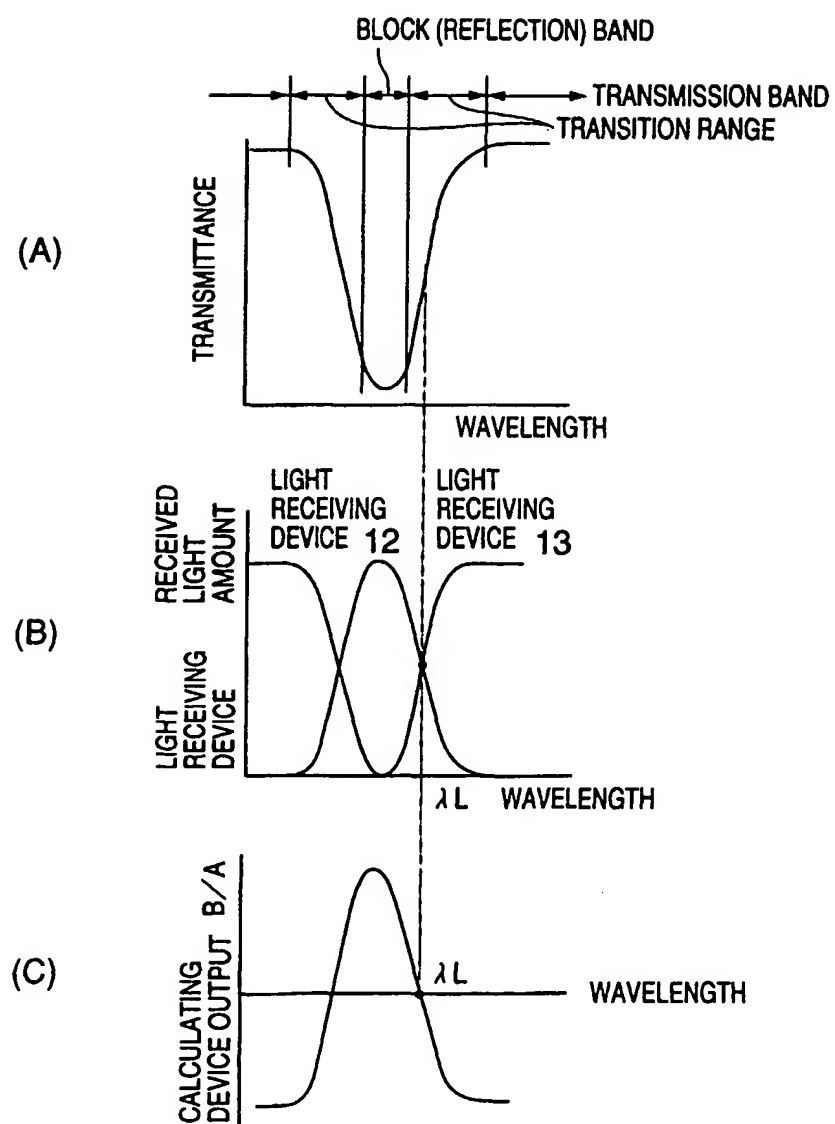 BLOCK (REFLECTION) BAND
TRANSMISSION BAND
TRANSITION RANGE
(A)
TRANSMITTANCE
WAVELENGTH
(B)
RECEIVED
LIGHT
AMOUNT
LIGHT
RECEIVING
DEVICE
LIGHT
RECEIVING
DEVICE 12
LIGHT
RECEIVING
DEVICE 13
λL WAVELENGTH
(C)
CALCULATING
DEVICE OUTPUT B/A
λL
WAVELENGTH